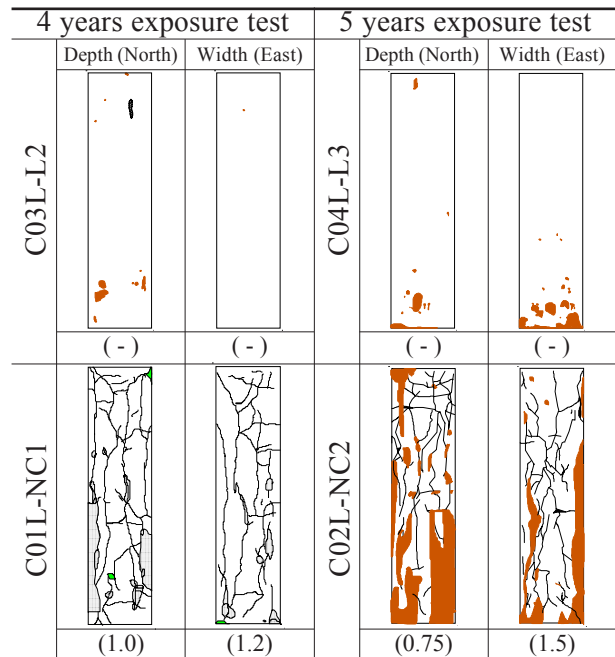 4 years exposure test
5 years exposure test
Depth (North)
Width (East)
Depth (North)
Width (East)
C03L-L2
C04L-L3
( - )
( - )
( - )
( - )
C01L-NC1
C02L-NC2
(1.0)
(1.2)
(0.75)
(1.5)